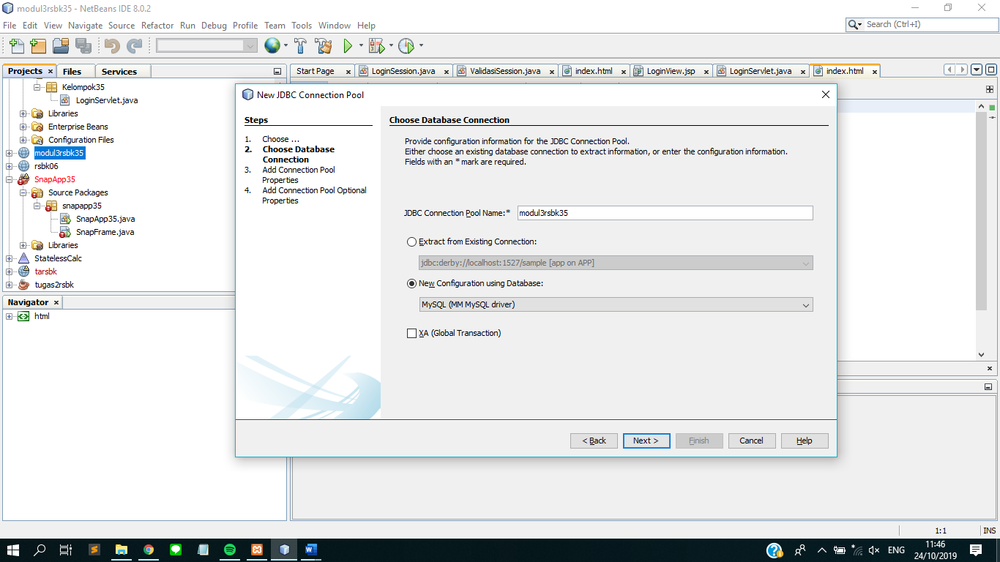 modul3rsbk35 - NetBeans IDE 8.0.2
File Edit View Navigate Source Refactor Run Debug Profile Team Tools Window Help
Search (Ctrl+I)
Projects Files Services
Start Page LoginSession.java ValidasiSession.java index.html LoginView.jsp LoginServlet.java index.html
Kelompok35
LoginServlet.java
Libraries
Enterprise Beans
Configuration Files
modul3rsbk35
rsbk06
SnapApp35
Source Packages
snapapp35
SnapApp35.java
SnapFrame.java
Libraries
StatelessCalc
tarsbk
tugas2rsbk
Navigator
html
New JDBC Connection Pool
Steps
1. Choose ...
2. Choose Database
Connection
3. Add Connection Pool
Properties
4. Add Connection Pool Optional
Properties
Choose Database Connection
Provide configuration information for the JDBC Connection Pool.
Either choose an existing database connection to extract information, or enter the configuration information.
Fields with an * mark are required.
JDBC Connection Pool Name:* modul3rsbk35
Extract from Existing Connection:
jdbc:derby://localhost:1527/sample [app on APP]
New Configuration using Database:
MySQL (MM MySQL driver)
XA (Global Transaction)
< Back Next > Finish Cancel Help
1:1 INS
ENG
11:46
24/10/2019